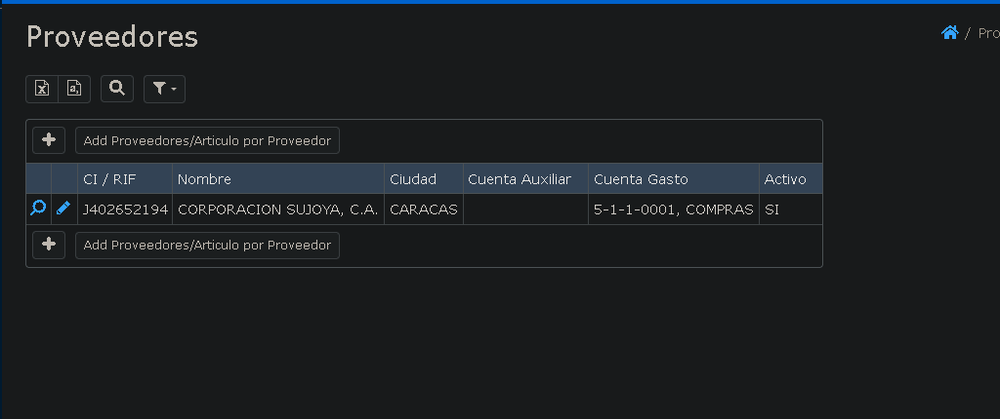 Proveedores
/ Pro
Add Proveedores/Articulo por Proveedor
CI / RIF Nombre Ciudad Cuenta Auxiliar Cuenta Gasto Activo
J402652194 CORPORACION SUJOYA, C.A. CARACAS 5-1-1-0001, COMPRAS SI
Add Proveedores/Articulo por Proveedor